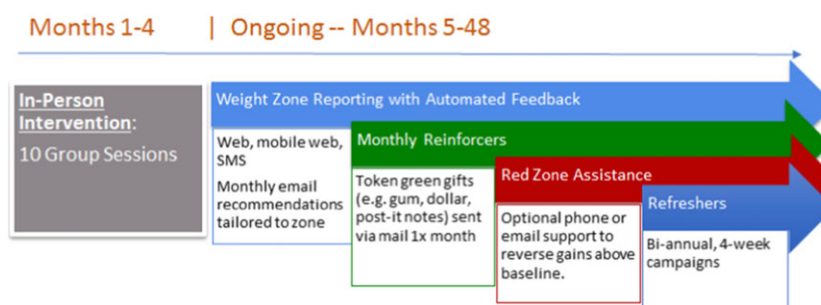 Months 1-4 | Ongoing -- Months 5-48
In-Person
Intervention:
10 Group Sessions
Weight Zone Reporting with Automated Feedback
Web, mobile web,
SMS
Monthly email
recommendations
tailored to zone
Monthly Reinforcers
Token green gifts
(e.g. gum, dollar,
post-it notes) sent
via mail 1x month
Red Zone Assistance
Optional phone or
email support to
reverse gains above
baseline.
Refreshers
Bi-annual, 4-week
campaigns